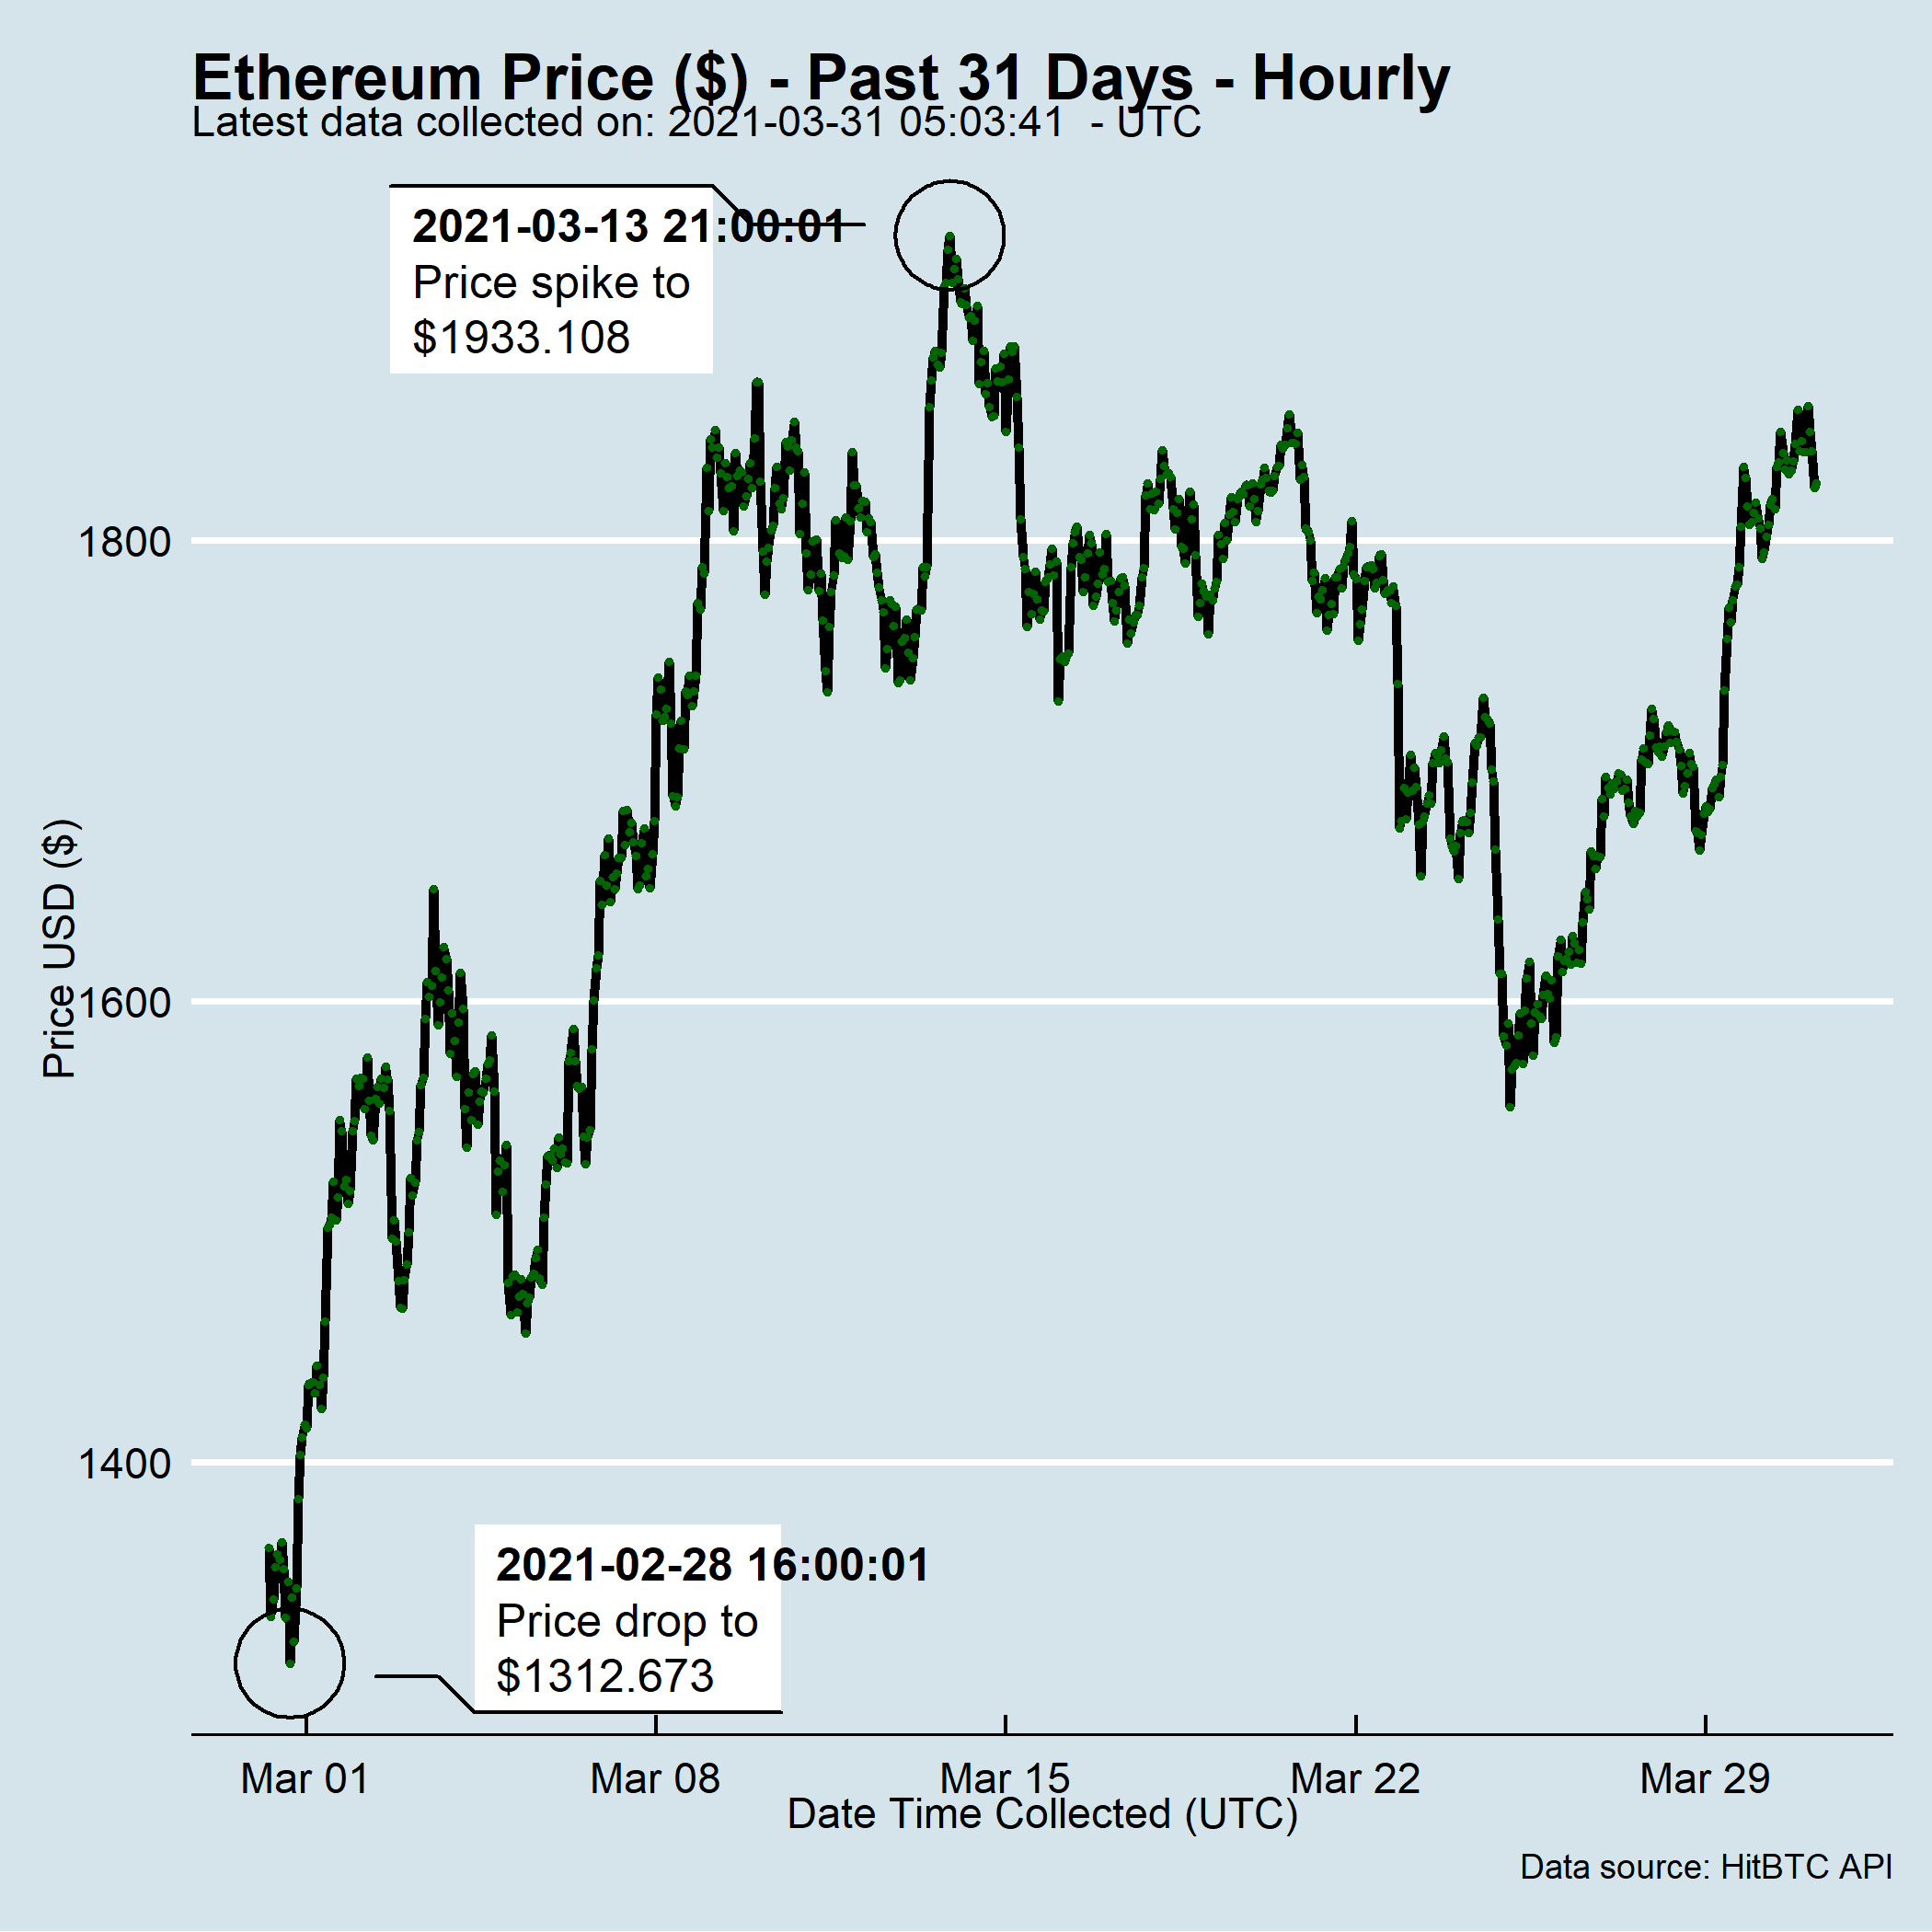 Ethereum Price ($) - Past 31 Days - Hourly
Latest data collected on: 2021-03-31 05:03:41  - UTC
2021-03-13 21:00:01
Price spike to
$1933.108
1800
1600
1400
Price USD ($)
2021-02-28 16:00:01
Price drop to
$1312.673
Mar 01
Mar 08
Mar 15
Mar 22
Mar 29
Date Time Collected (UTC)
Data source: HitBTC API